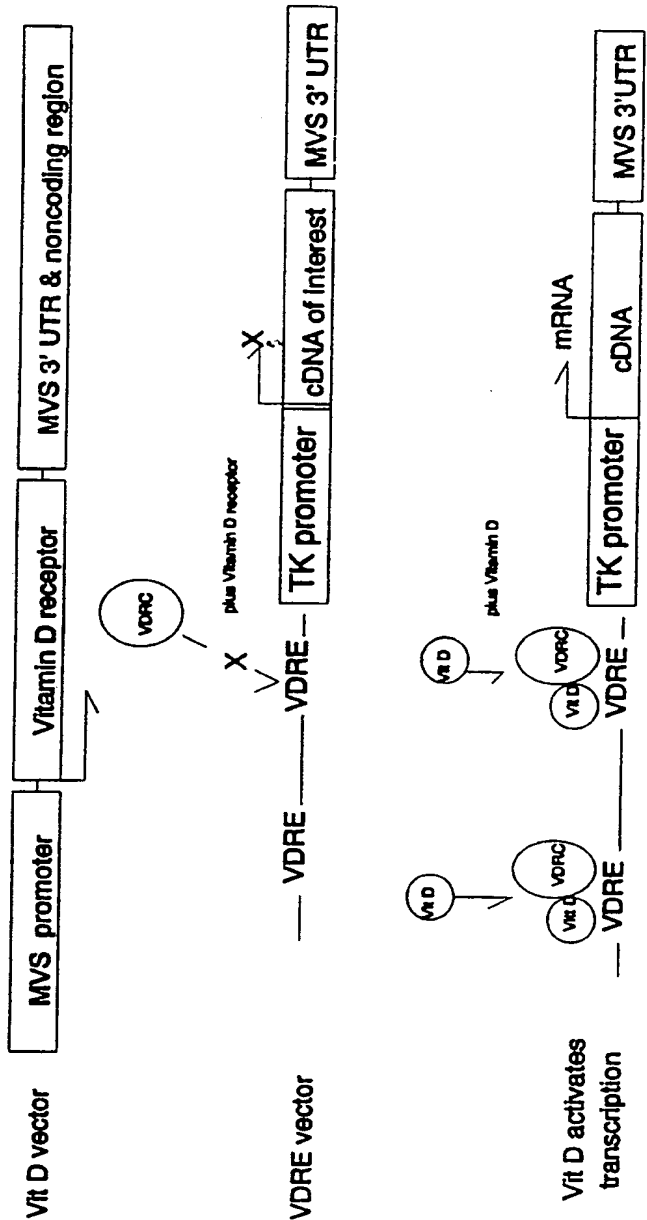 Vit D vector
MVS promoter
Vitamin D receptor
MVS 3' UTR & noncoding region
VDRC
X
plus Vitamin D receptor
VDRE vector
VDRE
VDRE
TK promoter
X
cDNA of Interest
MVS 3' UTR
Vit D activates
transcription
Vit D
Vit D
plus Vitamin D
Vit D
VDRC
VDRE
Vit D
VDRC
VDRE
TK promoter
mRNA
cDNA
MVS 3'UTR